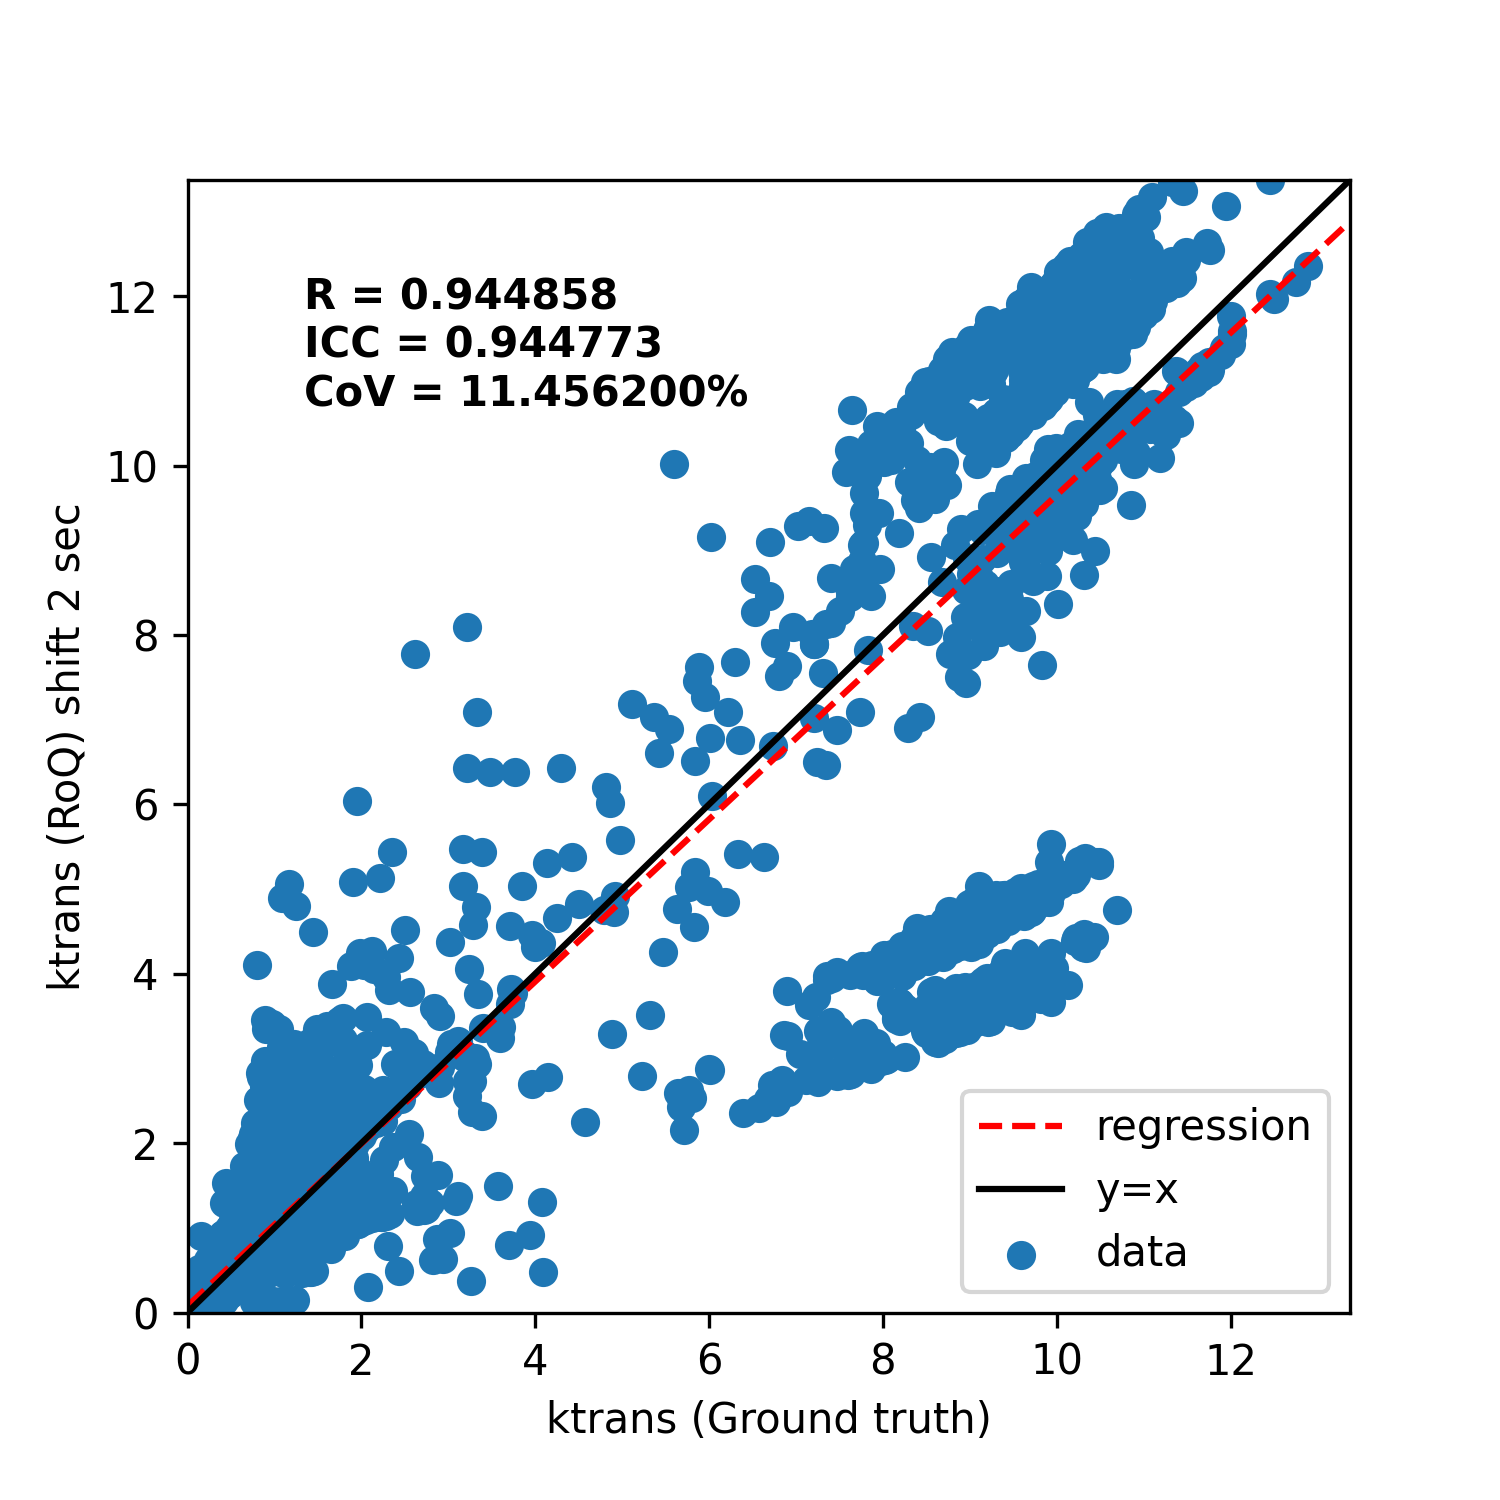 R = 0.944858
ICC = 0.944773
CoV = 11.456200%
12
10
8
6
4
2
0
ktrans (RoQ) shift 2 sec
regression
y=x
data
0 2 4 6 8 10 12
ktrans (Ground truth)